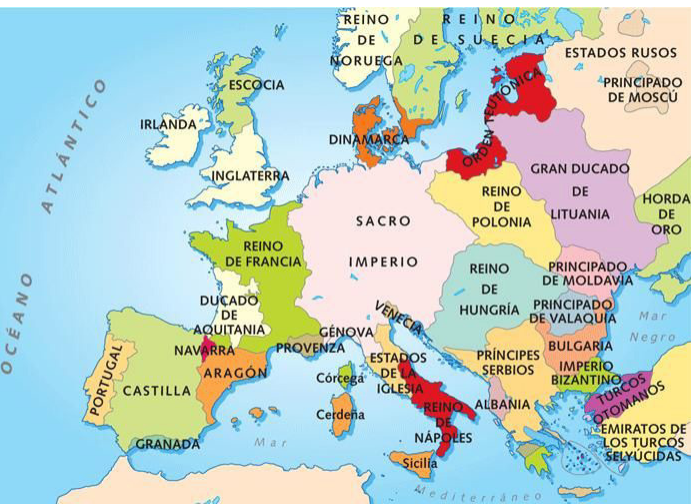 REINO
DE
NORUEGA
REINO
DE SUECIA
ESTADOS RUSOS
PRINCIPADO
DE MOSCÚ
ESCOCIA
IRLANDA
INGLATERRA
DINAMARCA
ORDEN TEUTÓNICA
OCÉANO ATLÁNTICO
GRAN DUCADO
DE
LITUANIA
HORDA
DE
ORO
REINO
DE
POLONIA
SACRO
IMPERIO
REINO
DE FRANCIA
REINO
DE
HUNGRÍA
PRINCIPADO
DE MOLDAVIA
PRINCIPADO
DE VALAQUIA
Mar
Negro
DUCADO
DE
AQUITANIA
VENECIA
GÉNOVA
PROVENZA
NAVARRA
ARAGÓN
PORTUGAL
CASTILLA
GRANADA
Córcega
Cerdeña
ESTADOS
DE LA
IGLESIA
REINO
DE
NÁPOLES
Sicilia
PRÍNCIPES
SERBIOS
ALBANIA
BULGARIA
IMPERIO
BIZANTINO
TURCOS
OTOMANOS
EMIRATOS DE
LOS TURCOS
SELYÚCIDAS
Mar
Mediterráneo